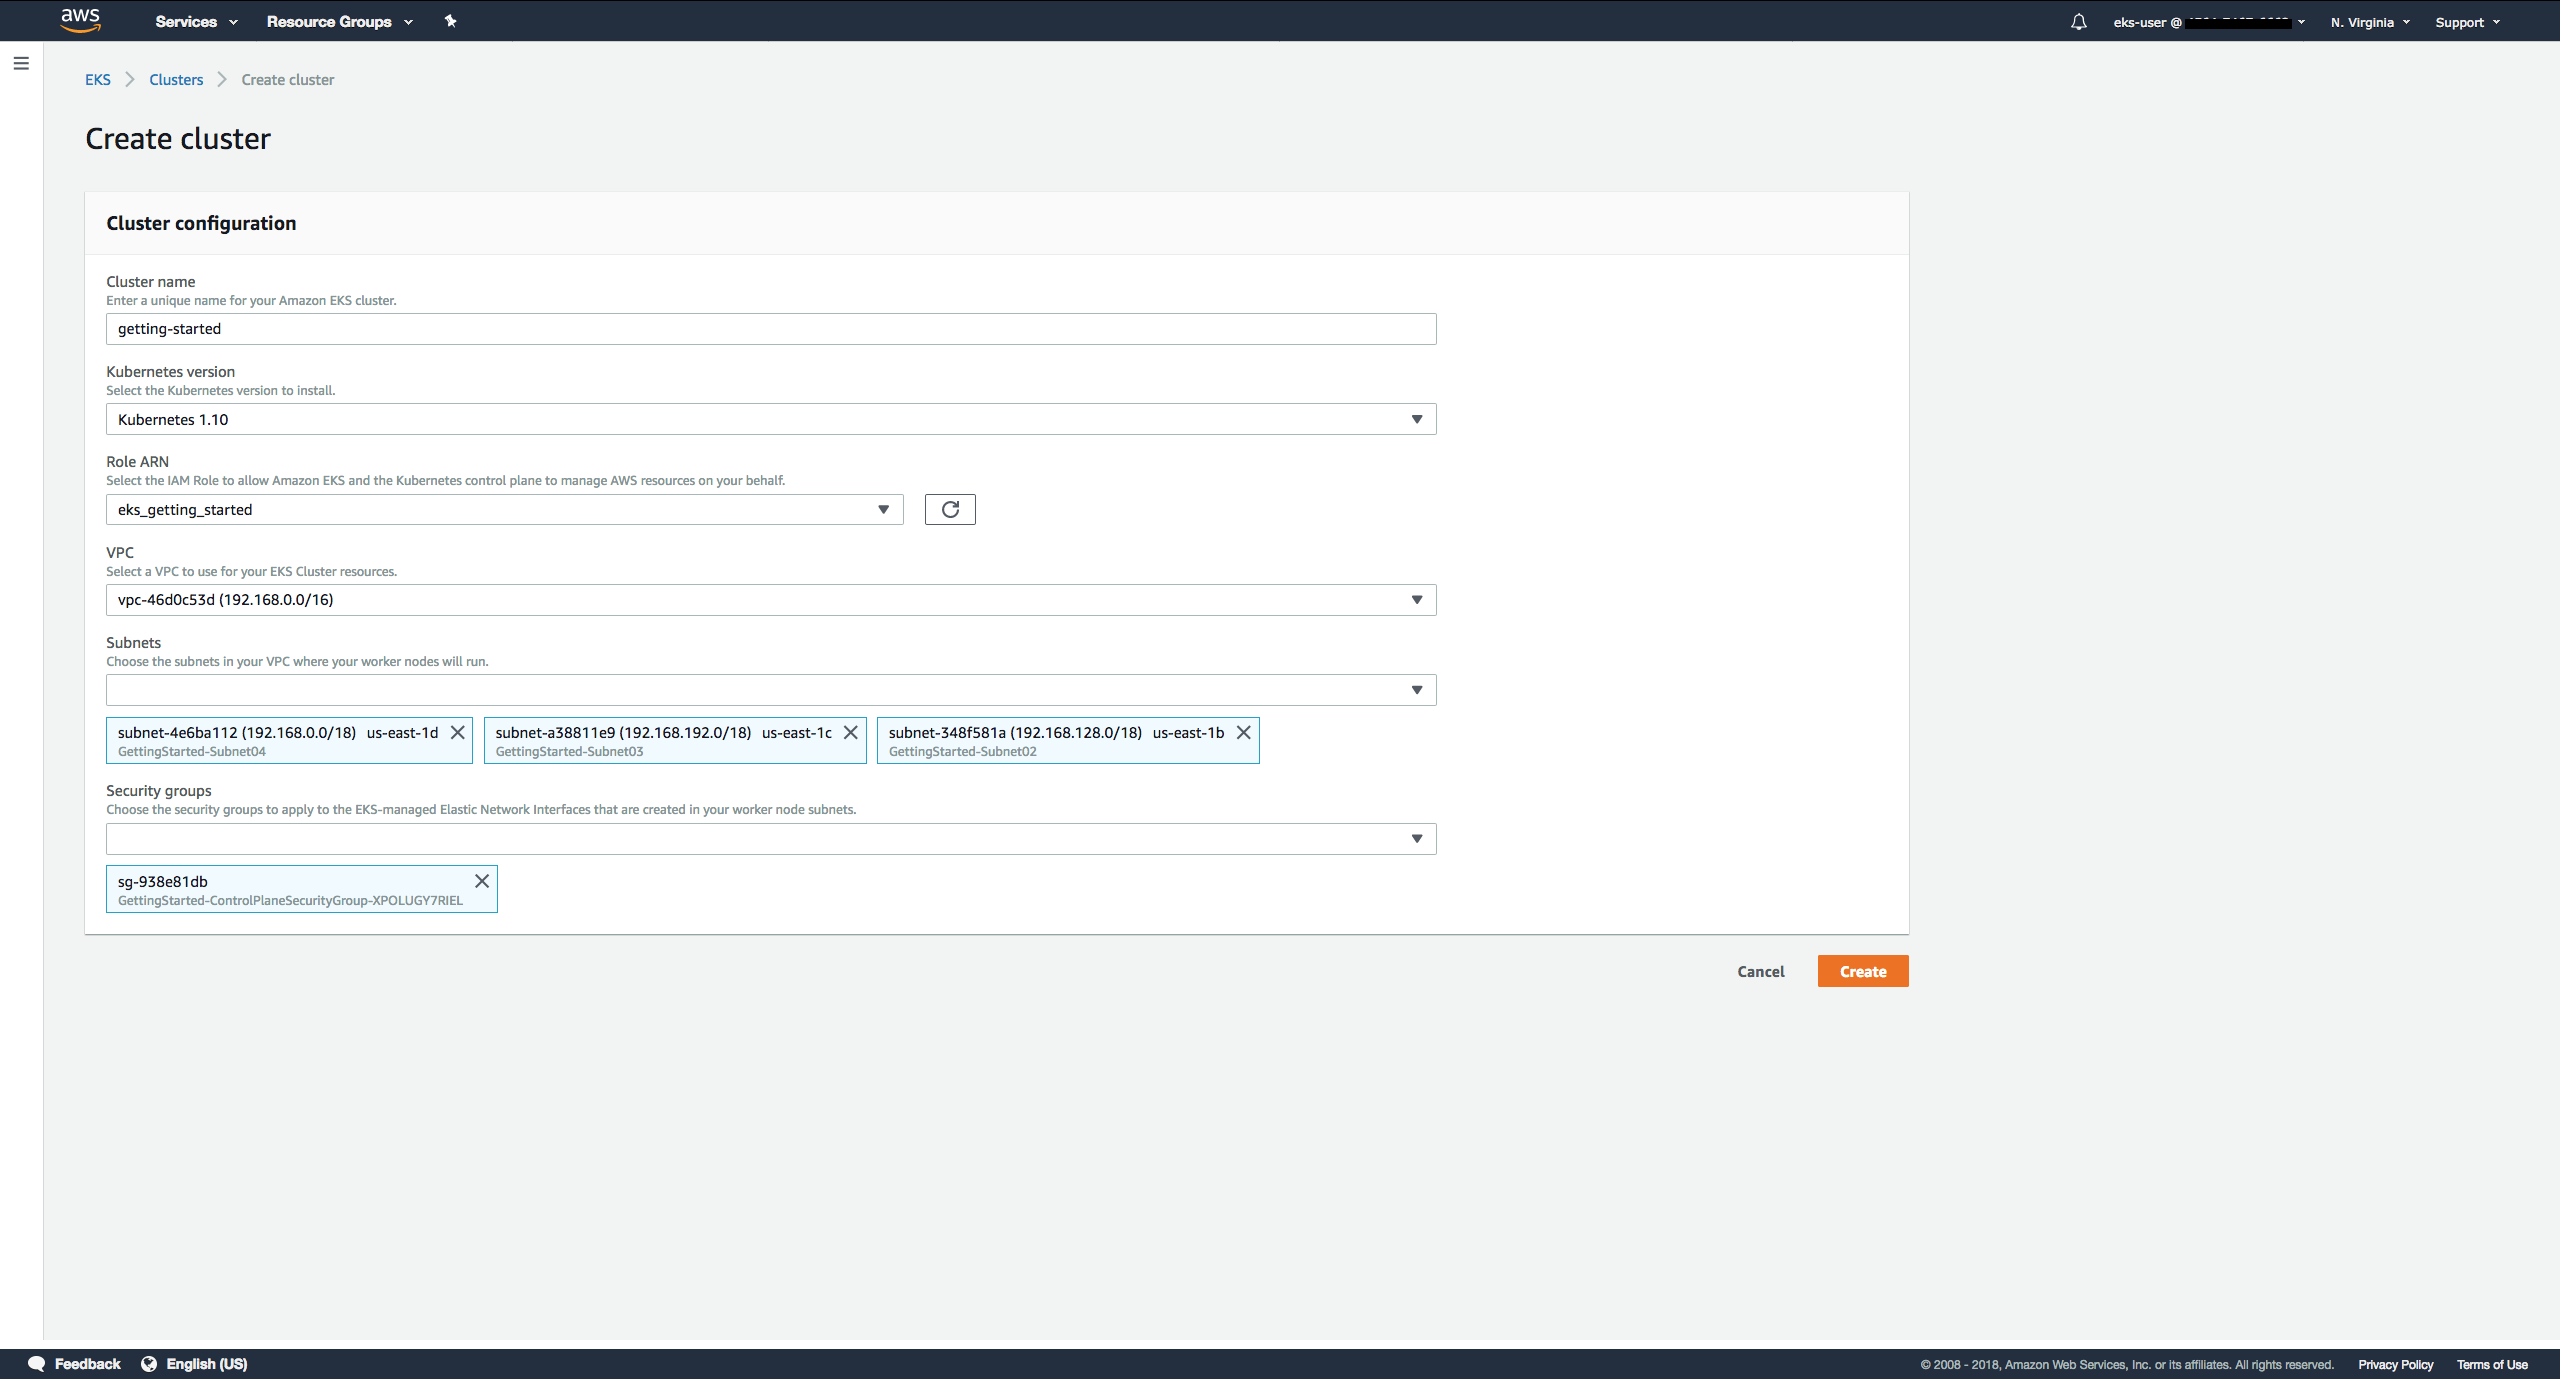 aws Services Resource Groups eks-user @ N. Virginia Support
EKS Clusters Create cluster
Create cluster
Cluster configuration
Cluster name
Enter a unique name for your Amazon EKS cluster.
getting-started
Kubernetes version
Select the Kubernetes version to install.
Kubernetes 1.10
Role ARN
Select the IAM Role to allow Amazon EKS and the Kubernetes control plane to manage AWS resources on your behalf.
eks_getting_started
VPC
Select a VPC to use for your EKS Cluster resources.
vpc-46d0c53d (192.168.0.0/16)
Subnets
Choose the subnets in your VPC where your worker nodes will run.
subnet-4e6ba112 (192.168.0.0/18) us-east-1d
GettingStarted-Subnet04
subnet-a38811e9 (192.168.192.0/18) us-east-1c
GettingStarted-Subnet03
subnet-348f581a (192.168.128.0/18) us-east-1b
GettingStarted-Subnet02
Security groups
Choose the security groups to apply to the EKS-managed Elastic Network Interfaces that are created in your worker node subnets.
sg-938e81db
GettingStarted-ControlPlaneSecurityGroup-XPOLUGY7RIEL
Cancel Create
Feedback English (US) © 2008 - 2018, Amazon Web Services, Inc. or its affiliates. All rights reserved. Privacy Policy Terms of Use